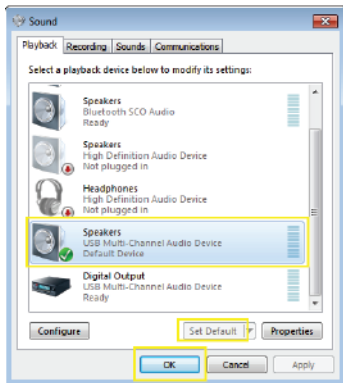 Sound
Playback Recording Sounds Communications
Select a playback device below to modify its settings:
Speakers
Bluetooth SCO Audio
Ready
Speakers
High Definition Audio Device
Not plugged in
Headphones
High Definition Audio Device
Not plugged in
Speakers
USB Multi-Channel Audio Device
Default Device
Digital Output
USB Multi-Channel Audio Device
Ready
Configure Set Default Properties
OK Cancel Apply